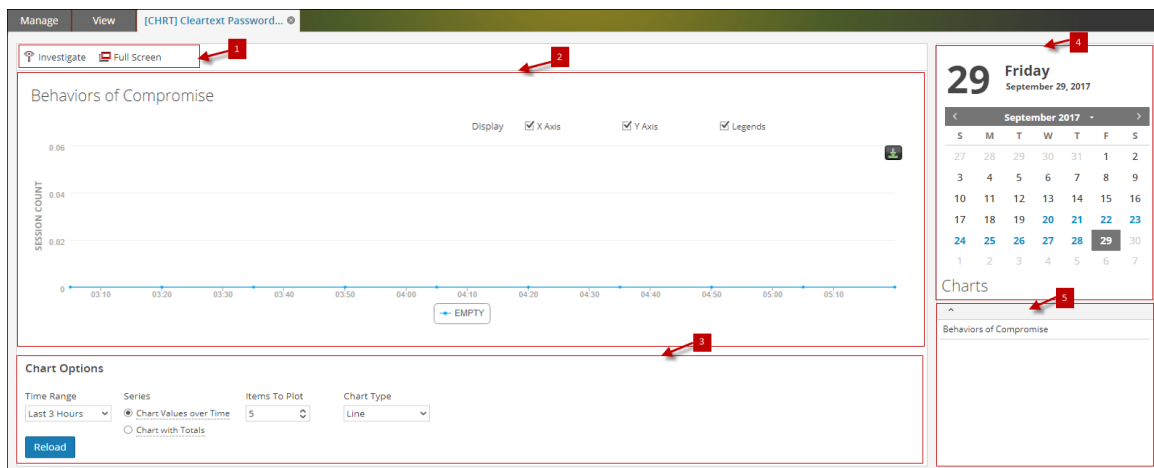 Manage View [CHRT] Cleartext Password...
1
Investigate Full Screen
2
Behaviors of Compromise
Display X Axis Y Axis Legends
0.06
0.04
0.02
0
SESSION COUNT
03:10 03:20 03:30 03:40 03:50 04:00 04:10 04:20 04:30 04:40 04:50 05:00 05:10
EMPTY
3
Chart Options
Time Range Series Items To Plot Chart Type
Last 3 Hours Chart Values over Time 5 Line
Chart with Totals
Reload
4
29
Friday
September 29, 2017
September 2017
S M T W T F S
27 28 29 30 31 1 2
3 4 5 6 7 8 9
10 11 12 13 14 15 16
17 18 19 20 21 22 23
24 25 26 27 28 29 30
1 2 3 4 5 6 7
Charts
5
Behaviors of Compromise